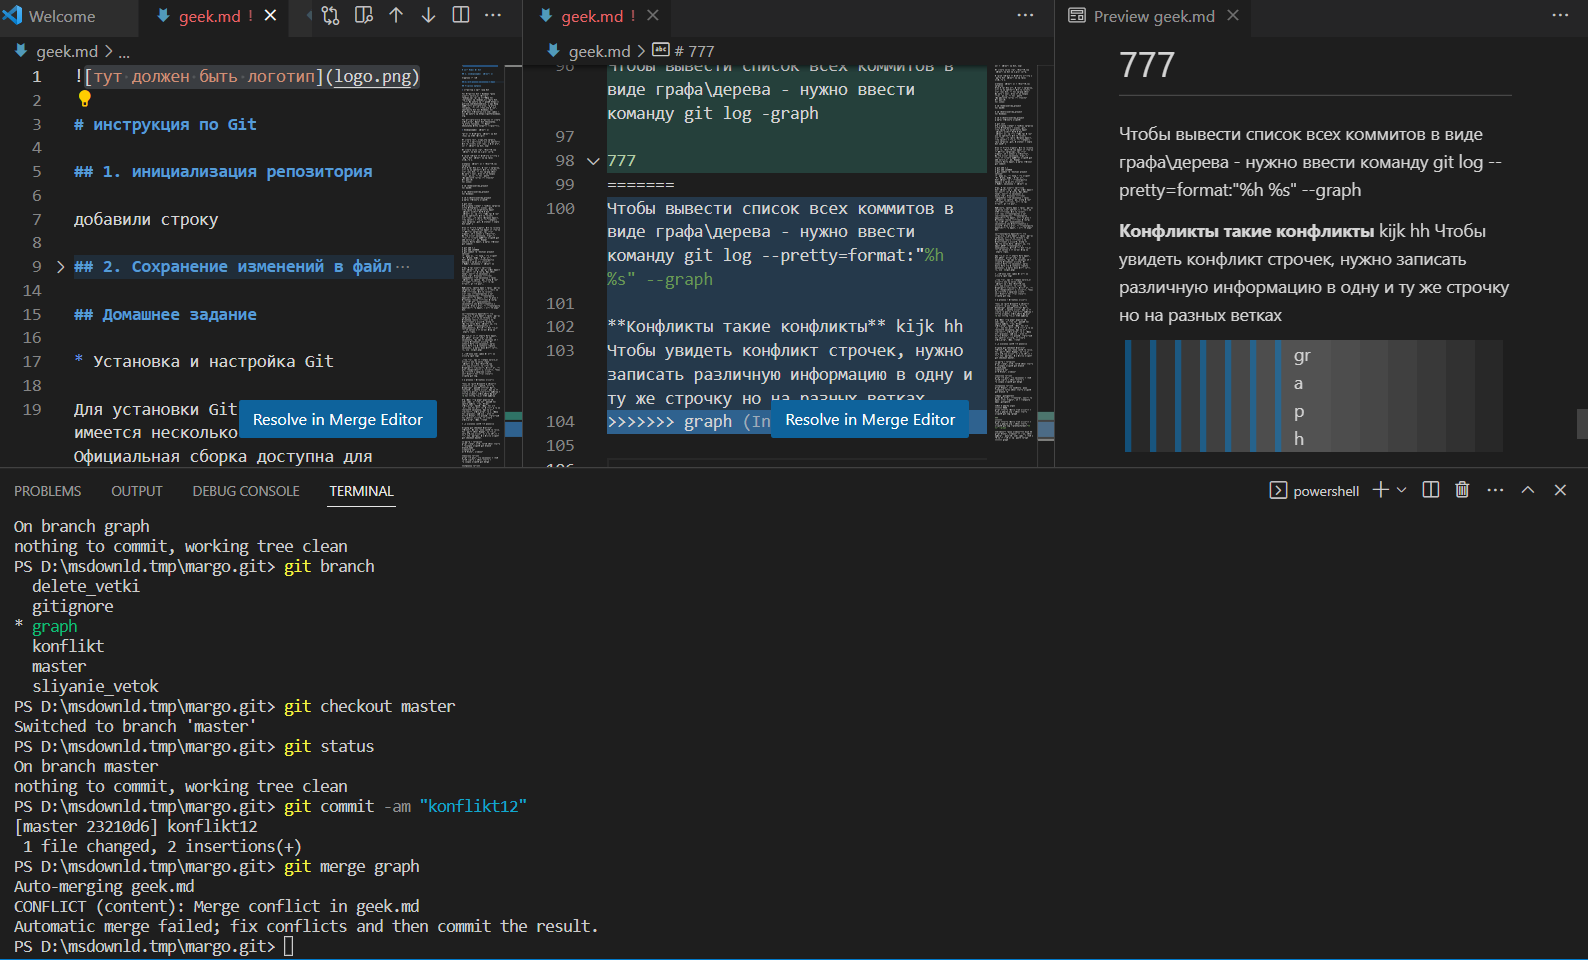 Welcome
geek.md !
geek.md > ...
1 ![тут должен быть логотип](logo.png)
2
3 # инструкция по Git
4
5 ## 1. инициализация репозитория
6
7 добавили строку
8
9 ## 2. Сохранение изменений в файл ...
14
15 ## Домашнее задание
16
17 * Установка и настройка Git
18
19 Для установки Git
имеется несколько
Официальная сборка доступна для
Resolve in Merge Editor
geek.md !
geek.md > # 777
96 Чтобы вывести список всех коммитов в
виде графа\дерева - нужно ввести
команду git log -graph
97
98 777
99 =======
100 Чтобы вывести список всех коммитов в
виде графа\дерева - нужно ввести
команду git log --pretty=format:"%h
%s" --graph
101
102 **Конфликты такие конфликты** kijk hh
103 Чтобы увидеть конфликт строчек, нужно
записать различную информацию в одну и
ту же строчку но на разных ветках
104 >>>>>>> graph (In
105
106
Resolve in Merge Editor
Preview geek.md
777
Чтобы вывести список всех коммитов в виде
графа\дерева - нужно ввести команду git log --
pretty=format:"%h %s" --graph
Конфликты такие конфликты kijk hh Чтобы
увидеть конфликт строчек, нужно записать
различную информацию в одну и ту же строчку
но на разных ветках
gr
a
p
h
PROBLEMS OUTPUT DEBUG CONSOLE TERMINAL
powershell
On branch graph
nothing to commit, working tree clean
PS D:\msdownld.tmp\margo.git> git branch
delete_vetki
gitignore
* graph
konflikt
master
sliyanie_vetok
PS D:\msdownld.tmp\margo.git> git checkout master
Switched to branch 'master'
PS D:\msdownld.tmp\margo.git> git status
On branch master
nothing to commit, working tree clean
PS D:\msdownld.tmp\margo.git> git commit -am "konflikt12"
[master 23210d6] konflikt12
1 file changed, 2 insertions(+)
PS D:\msdownld.tmp\margo.git> git merge graph
Auto-merging geek.md
CONFLICT (content): Merge conflict in geek.md
Automatic merge failed; fix conflicts and then commit the result.
PS D:\msdownld.tmp\margo.git>